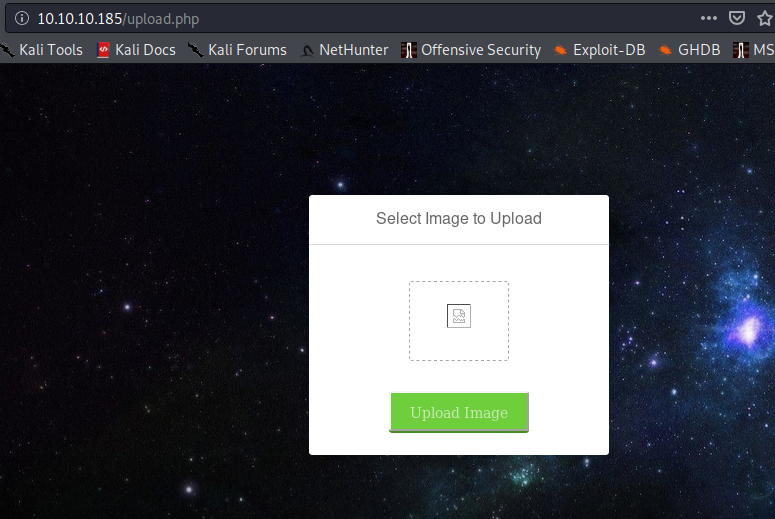 10.10.10.185/upload.php
Kali Tools Kali Docs Kali Forums NetHunter Offensive Security Exploit-DB GHDB MS
Select Image to Upload
Upload Image